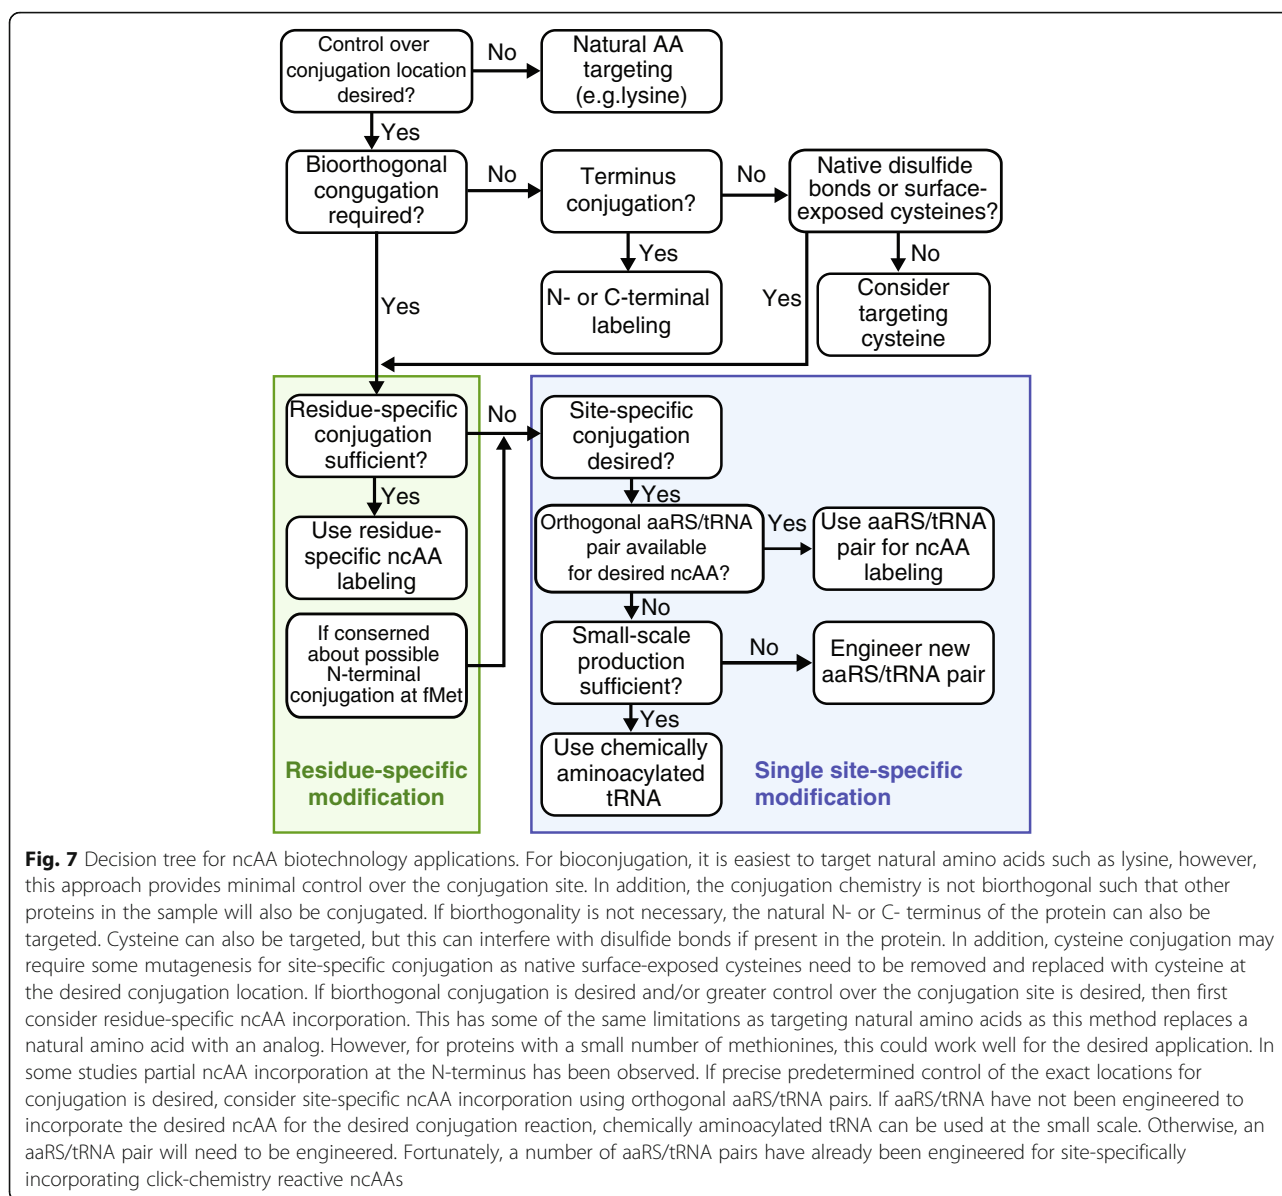 Control over
conjugation location
desired?
No
Natural AA
targeting
(e.g.lysine)
Yes
Bioorthogonal
congugation
required?
No
Terminus
conjugation?
No
Native disulfide
bonds or surface-
exposed cysteines?
Yes
Yes
N- or C-terminal
labeling
Yes
No
Consider
targeting
cysteine
Residue-specific
conjugation
sufficient?
No
Site-specific
conjugation
desired?
Yes
Use residue-
specific ncAA
labeling
If conserned
about possible
N-terminal
conjugation at fMet
Residue-specific
modification
Yes
Orthogonal aaRS/tRNA
pair available
for desired ncAA?
Yes
Use aaRS/tRNA
pair for ncAA
labeling
No
Small-scale
production
sufficient?
No
Engineer new
aaRS/tRNA pair
Yes
Use chemically
aminoacylated
tRNA
Single site-specific
modification
Fig. 7 Decision tree for ncAA biotechnology applications. For bioconjugation, it is easiest to target natural amino acids such as lysine, however,
this approach provides minimal control over the conjugation site. In addition, the conjugation chemistry is not biorthogonal such that other
proteins in the sample will also be conjugated. If biorthogonality is not necessary, the natural N- or C- terminus of the protein can also be
targeted. Cysteine can also be targeted, but this can interfere with disulfide bonds if present in the protein. In addition, cysteine conjugation may
require some mutagenesis for site-specific conjugation as native surface-exposed cysteines need to be removed and replaced with cysteine at
the desired conjugation location. If biorthogonal conjugation is desired and/or greater control over the conjugation site is desired, then first
consider residue-specific ncAA incorporation. This has some of the same limitations as targeting natural amino acids as this method replaces a
natural amino acid with an analog. However, for proteins with a small number of methionines, this could work well for the desired application. In
some studies partial ncAA incorporation at the N-terminus has been observed. If precise predetermined control of the exact locations for
conjugation is desired, consider site-specific ncAA incorporation using orthogonal aaRS/tRNA pairs. If aaRS/tRNA have not been engineered to
incorporate the desired ncAA for the desired conjugation reaction, chemically aminoacylated tRNA can be used at the small scale. Otherwise, an
aaRS/tRNA pair will need to be engineered. Fortunately, a number of aaRS/tRNA pairs have already been engineered for site-specifically
incorporating click-chemistry reactive ncAAs